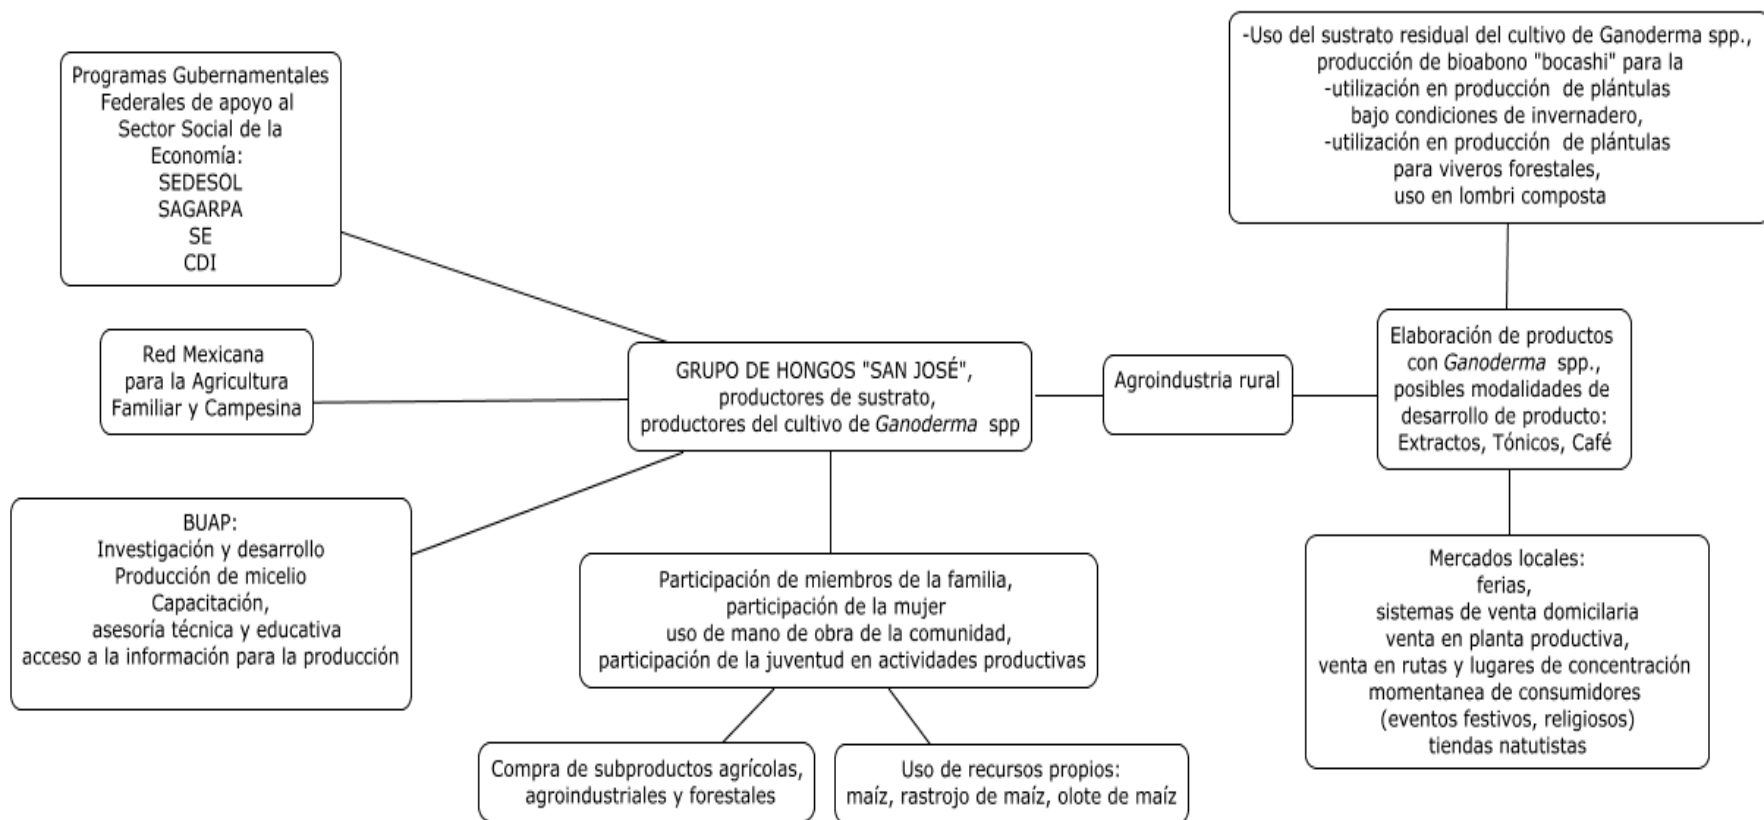 Programas Gubernamentales
Federales de apoyo al
Sector Social de la
Economía:
SEDESOL
SAGARPA
SE
CDI
Red Mexicana
para la Agricultura
Familiar y Campesina
BUAP:
Investigación y desarrollo
Producción de micelio
Capacitación,
asesoría técnica y educativa
acceso a la información para la producción
GRUPO DE HONGOS "SAN JOSÉ",
productores de sustrato,
productores del cultivo de Ganoderma spp
Participación de miembros de la familia,
participación de la mujer
uso de mano de obra de la comunidad,
participación de la juventud en actividades productivas
Compra de subproductos agrícolas,
agroindustriales y forestales
Uso de recursos propios:
maíz, rastrojo de maíz, olote de maíz
Agroindustria rural
-Uso del sustrato residual del cultivo de Ganoderma spp.,
producción de bioabono "bocashi" para la
-utilización en producción de plántulas
bajo condiciones de invernadero,
-utilización en producción de plántulas
para viveros forestales,
uso en lombri composta
Elaboración de productos
con Ganoderma spp.,
posibles modalidades de
desarrollo de producto:
Extractos, Tónicos, Café
Mercados locales:
ferias,
sistemas de venta domicilaria
venta en planta productiva,
venta en rutas y lugares de concentración
momentanea de consumidores
(eventos festivos, religiosos)
tiendas natutistas